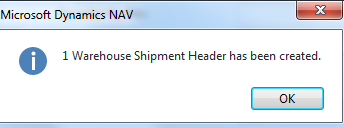 Microsoft Dynamics NAV
1 Warehouse Shipment Header has been created.
OK